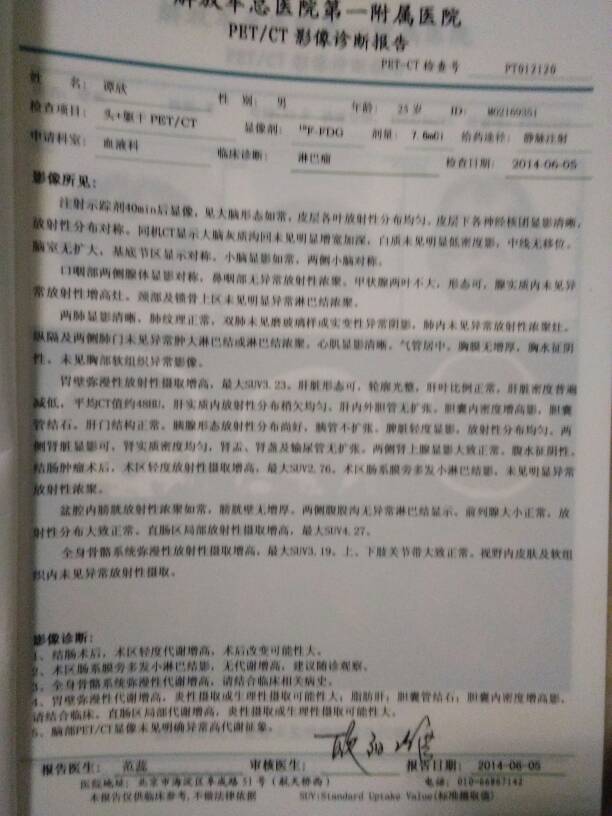 解放军总医院第一附属医院
PET/CT 影像诊断报告
PET-CT 检查号 PT012120
姓 名: 谭欣 性 别: 男 年龄: 25 岁 ID: M02169351
检查项目: 头+躯干 PET/CT 显像剂: 18F-FDG 剂量: 7.6mCi 给药途径: 静脉注射
申请科室: 血液科 临床诊断: 淋巴瘤 检查日期: 2014-06-05
影像所见:
注射示踪剂40min后显像, 见大脑形态如常, 皮层各叶放射性分布均匀, 皮层下各神经核团显影清晰,
放射性分布对称。同机CT显示大脑灰质沟回未见明显增宽加深, 白质未见明显低密度影, 中线无移位。
脑室无扩大, 基底节区显示对称。小脑显影如常, 两侧小脑对称。
口咽部两侧腺体显影对称, 鼻咽部无异常放射性浓聚。甲状腺两叶不大, 形态可, 腺实质内未见异
常放射性增高灶。颈部及锁骨上区未见明显异常淋巴结浓聚。
两肺显影清晰, 肺纹理正常, 双肺未见磨玻璃样或实变性异常阴影, 肺内未见异常放射性浓聚灶。
纵隔及两侧肺门未见异常肿大淋巴结或淋巴结浓聚。心肌显影清晰。气管居中。胸膜无增厚, 胸水征阴
性。未见胸部软组织异常影像。
胃壁弥漫性放射性摄取增高, 最大SUV3.23。肝脏形态可, 轮廓光整, 肝叶比例正常, 肝脏密度普遍
减低, 平均CT值约48HU, 肝实质内放射性分布稍欠均匀。肝内外胆管无扩张。胆囊内密度增高影, 胆囊
管结石。肝门结构正常。胰腺形态放射性分布尚好, 胰管不扩张。脾脏轻度显影, 放射性分布均匀。两
侧肾脏显影可, 肾实质密度均匀, 肾盂、肾盏及输尿管无扩张。两侧肾上腺显影大致正常。腹水征阴性。
结肠肿瘤术后, 术区轻度放射性摄取增高, 最大SUV2.76。术区肠系膜旁多发小淋巴结影, 未见明显异常
放射性浓聚。
盆腔内膀胱放射性浓聚如常, 膀胱壁无增厚。两侧腹股沟无异常淋巴结显示。前列腺大小正常, 放
射性分布大致正常。直肠区局部放射性摄取增高, 最大SUV4.27。
全身骨骼系统弥漫性放射性摄取增高, 最大SUV3.19。上、下肢关节带大致正常。视野内皮肤及软组
织内未见异常放射性摄取。
影像诊断:
1、结肠术后, 术区轻度代谢增高, 术后改变可能性大。
2、术区肠系膜旁多发小淋巴结影, 无代谢增高, 建议随诊观察。
3、全身骨骼系统弥漫性代谢增高, 请结合临床相关病史。
4、胃壁弥漫性代谢增高, 炎性摄取或生理性摄取可能性大; 脂肪肝; 胆囊管结石; 胆囊内密度增高影,
请结合临床。直肠区局部代谢增高, 炎性摄取或生理性摄取可能性大。
5、脑部PET/CT显像未见明确异常高代谢征象。
报告医生: 范蕊 审核医生: 报告日期: 2014-06-05
医院地址: 北京市海淀区阜成路51号(航天桥西) 电话: 010-66867142
本报告仅供临床参考, 不做法律依据 SUV:Standard Uptake Value(标准摄取值)